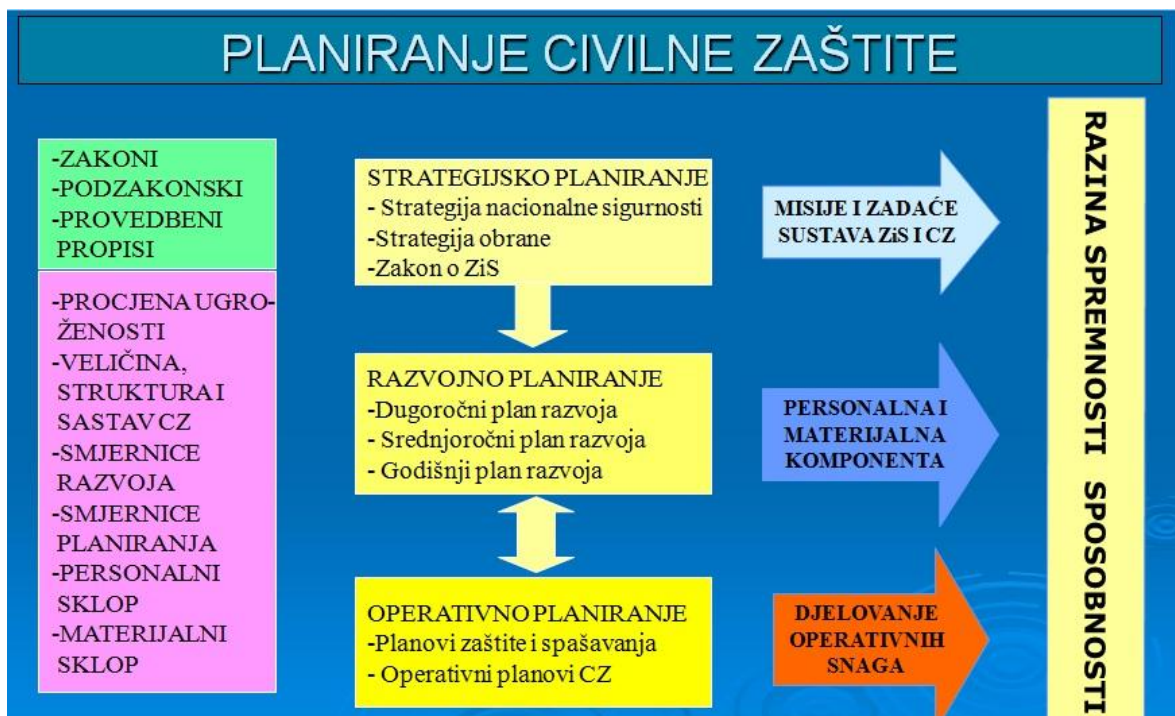 PLANIRANJE CIVILNE ZAŠTITE
-ZAKONI
-PODZAKONSKI
-PROVEDBENI
PROPISI
-PROCJENA UGRO-
ŽENOSTI
-VELIČINA,
STRUKTURA I
SASTAV CZ
-SMJERNICE
RAZVOJA
-SMJERNICE
PLANIRANJA
-PERSONALNI
SKLOP
-MATERIJALNI
SKLOP
STRATEGIJSKO PLANIRANJE
- Strategija nacionalne sigurnosti
-Strategija obrane
-Zakon o ZiS
RAZVOJNO PLANIRANJE
-Dugoročni plan razvoja
- Srednjoročni plan razvoja
- Godišnji plan razvoja
OPERATIVNO PLANIRANJE
-Planovi zaštite i spašavanja
- Operativni planovi CZ
MISIJE I ZADAĆE
SUSTAVA ZiS I CZ
PERSONALNA I
MATERIJALNA
KOMPONENTA
DJELOVANJE
OPERATIVNIH
SNAGA
RAZINA SPREMNOSTI SPOSOBNOSTI